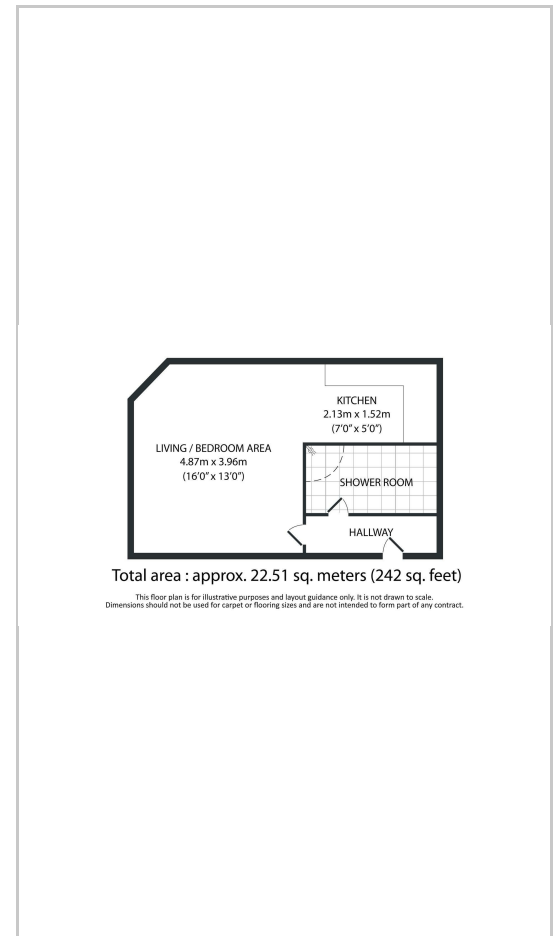 KITCHEN
2.13m x 1.52m
(7'0" x 5'0")
LIVING / BEDROOM AREA
4.87m x 3.96m
(16'0" x 13'0")
SHOWER ROOM
HALLWAY
Total area : approx. 22.51 sq. meters (242 sq. feet)
This floor plan is for illustrative purposes and layout guidance only. It is not drawn to scale.
Dimensions should not be used for carpet or flooring sizes and are not intended to form part of any contract.